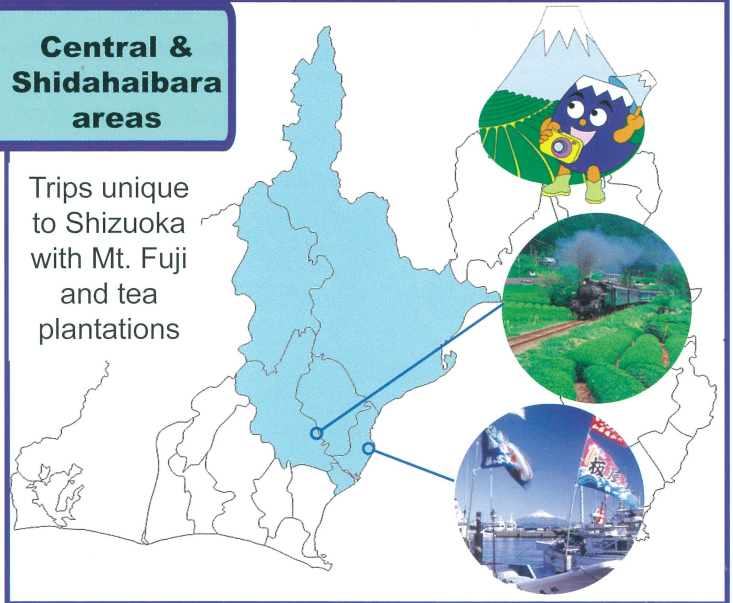 Central &
Shidahaibara
areas
Trips unique
to Shizuoka
with Mt. Fuji
and tea
plantations